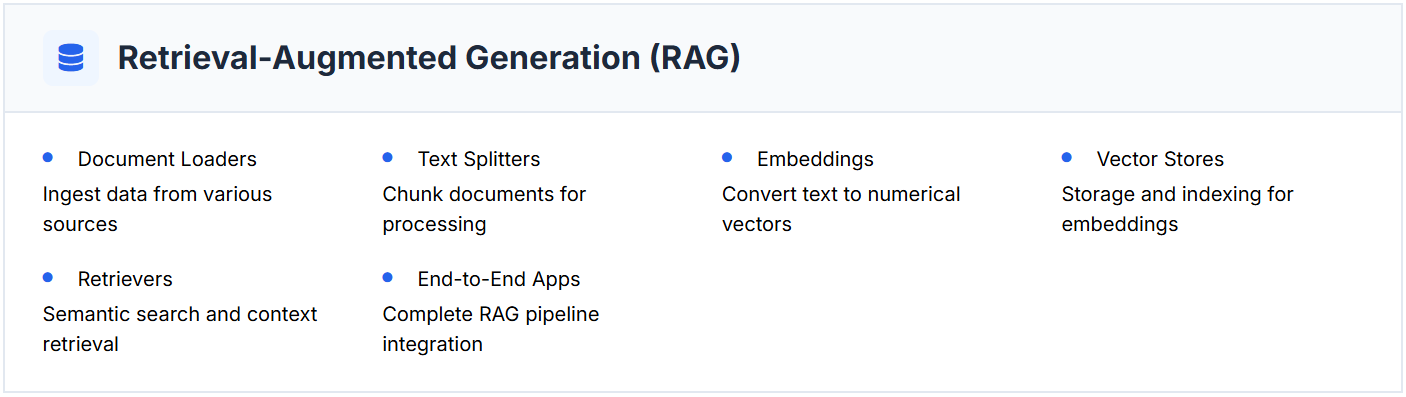 Retrieval-Augmented Generation (RAG)
Document Loaders
Ingest data from various
sources
Text Splitters
Chunk documents for
processing
Embeddings
Convert text to numerical
vectors
Vector Stores
Storage and indexing for
embeddings
Retrievers
Semantic search and context
retrieval
End-to-End Apps
Complete RAG pipeline
integration